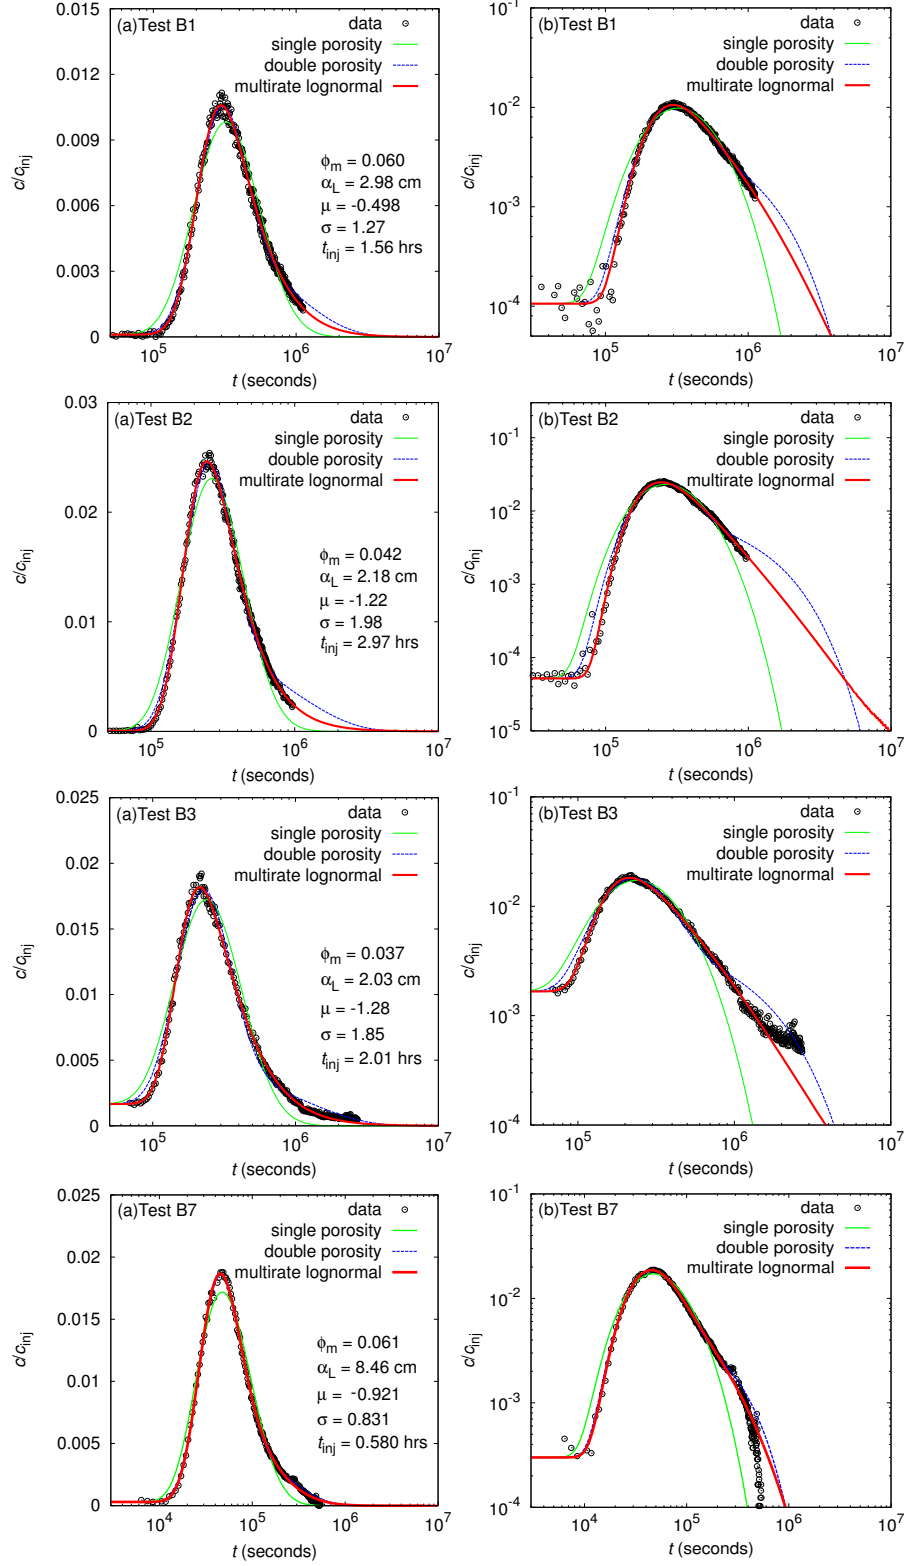 (a)Test B1
data
single porosity
double porosity
multirate lognormal
ϕm = 0.060
αL = 2.98 cm
μ = -0.498
σ = 1.27
tinj = 1.56 hrs
0.015
0.012
0.009
0.006
0.003
0
c/cinj
10^5
10^6
10^7
t (seconds)
(b)Test B1
data
single porosity
double porosity
multirate lognormal
10^-1
10^-2
10^-3
10^-4
c/cinj
10^5
10^6
10^7
t (seconds)
(a)Test B2
data
single porosity
double porosity
multirate lognormal
ϕm = 0.042
αL = 2.18 cm
μ = -1.22
σ = 1.98
tinj = 2.97 hrs
0.03
0.02
0.01
0
c/cinj
10^5
10^6
10^7
t (seconds)
(b)Test B2
data
single porosity
double porosity
multirate lognormal
10^-1
10^-2
10^-3
10^-4
10^-5
c/cinj
10^5
10^6
10^7
t (seconds)
(a)Test B3
data
single porosity
double porosity
multirate lognormal
ϕm = 0.037
αL = 2.03 cm
μ = -1.28
σ = 1.85
tinj = 2.01 hrs
0.025
0.02
0.015
0.01
0.005
0
c/cinj
10^5
10^6
10^7
t (seconds)
(b)Test B3
data
single porosity
double porosity
multirate lognormal
10^-1
10^-2
10^-3
10^-4
c/cinj
10^5
10^6
10^7
t (seconds)
(a)Test B7
data
single porosity
double porosity
multirate lognormal
ϕm = 0.061
αL = 8.46 cm
μ = -0.921
σ = 0.831
tinj = 0.580 hrs
0.025
0.02
0.015
0.01
0.005
0
c/cinj
10^4
10^5
10^6
10^7
t (seconds)
(b)Test B7
data
single porosity
double porosity
multirate lognormal
10^-1
10^-2
10^-3
10^-4
c/cinj
10^4
10^5
10^6
10^7
t (seconds)